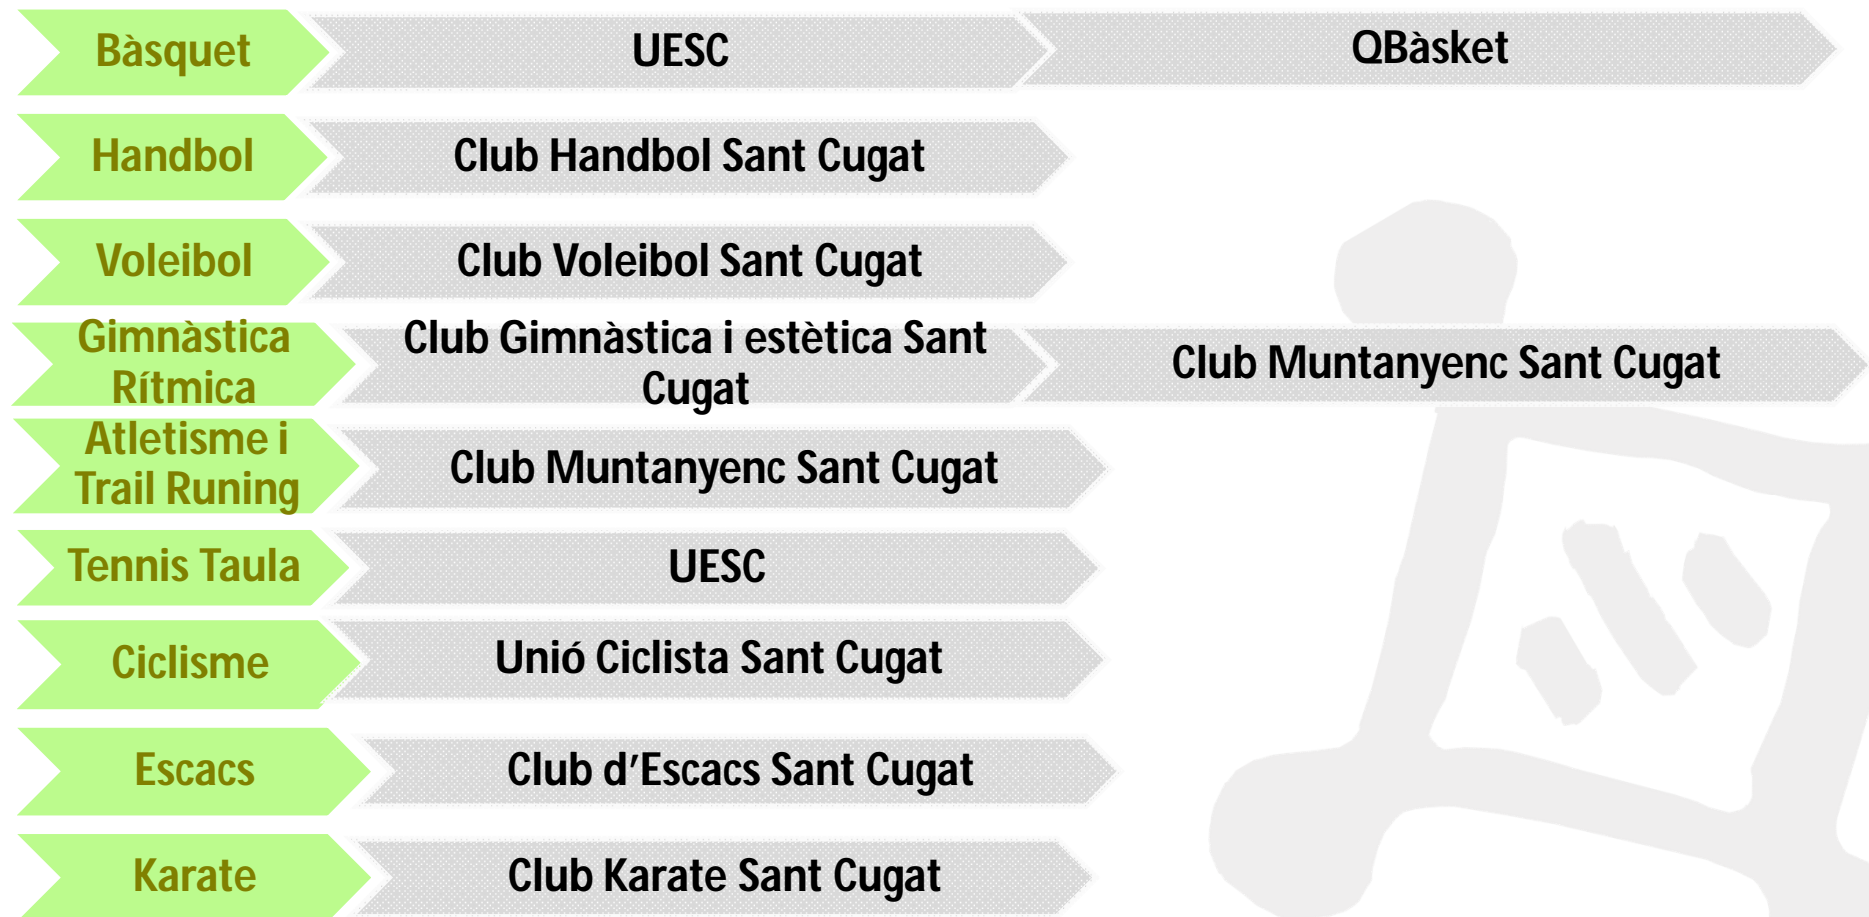 Bàsquet
UESC
QBàsket
Handbol
Club Handbol Sant Cugat
Voleibol
Club Voleibol Sant Cugat
Gimnàstica
Rítmica
Club Gimnàstica i estètica Sant
Cugat
Club Muntanyenc Sant Cugat
Atletisme i
Trail Runing
Club Muntanyenc Sant Cugat
Tennis Taula
UESC
Ciclisme
Unió Ciclista Sant Cugat
Escacs
Club d’Escacs Sant Cugat
Karate
Club Karate Sant Cugat